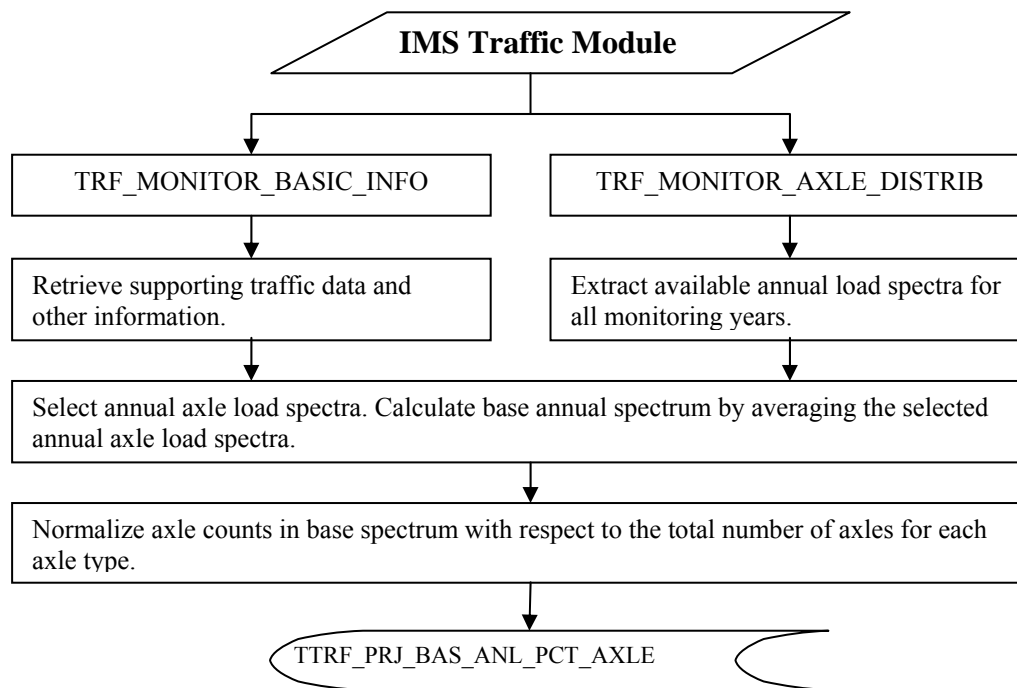 IMS Traffic Module
TRF_MONITOR_BASIC_INFO
TRF_MONITOR_AXLE_DISTRIB
Retrieve supporting traffic data and
other information.
Extract available annual load spectra for
all monitoring years.
Select annual axle load spectra. Calculate base annual spectrum by averaging the selected
annual axle load spectra.
Normalize axle counts in base spectrum with respect to the total number of axles for each
axle type.
TTRF_PRJ_BAS_ANL_PCT_AXLE